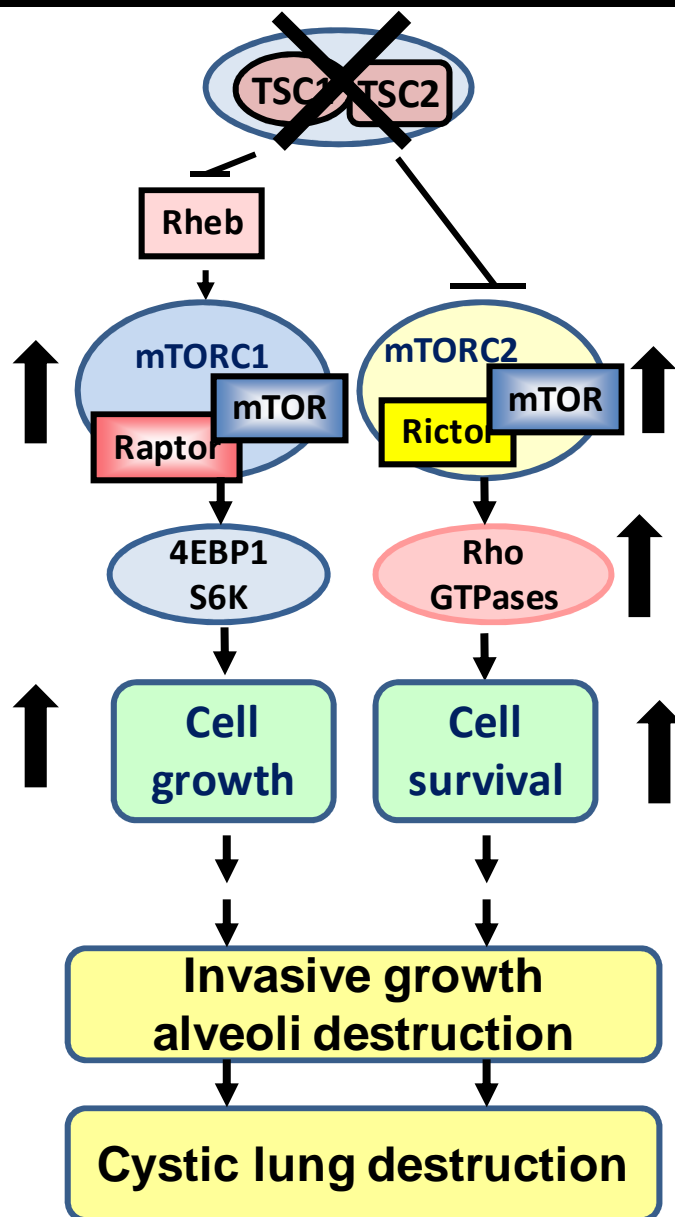 TSC1 TSC2
Rheb
mTORC1
mTOR
Raptor
mTORC2
mTOR
Rictor
4EBP1
S6K
Rho
GTPases
Cell
growth
Cell
survival
Invasive growth
alveoli destruction
Cystic lung destruction